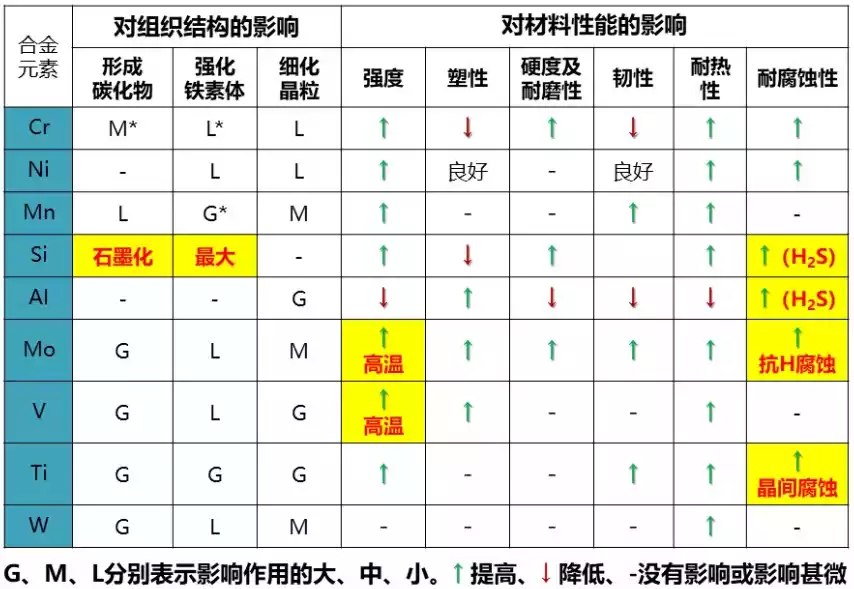 合金元素 对组织结构的影响 对材料性能的影响
形成碳化物 强化铁素体 细化晶粒 强度 塑性 硬度及耐磨性 韧性 耐热性 耐腐蚀性
Cr M* L* L ↑ ↓ ↑ ↓ ↑ ↑
Ni - L L ↑ 良好 - 良好 ↑ ↑
Mn L G* M ↑ - - ↑ ↑ -
Si 石墨化 最大 - ↑ ↓ ↑ ↑ ↑(H₂S)
Al - - G ↓ ↑ ↓ ↓ ↓ ↑(H₂S)
Mo G L M ↑高温 ↑ ↑ ↑ ↑ ↑抗H腐蚀
V G L G ↑高温 ↑ - - ↑ -
Ti G G G ↑ - - ↑ ↑ ↑晶间腐蚀
W G L M - - - - ↑ -
G、M、L分别表示影响作用的大、中、小。↑提高、↓降低、-没有影响或影响甚微